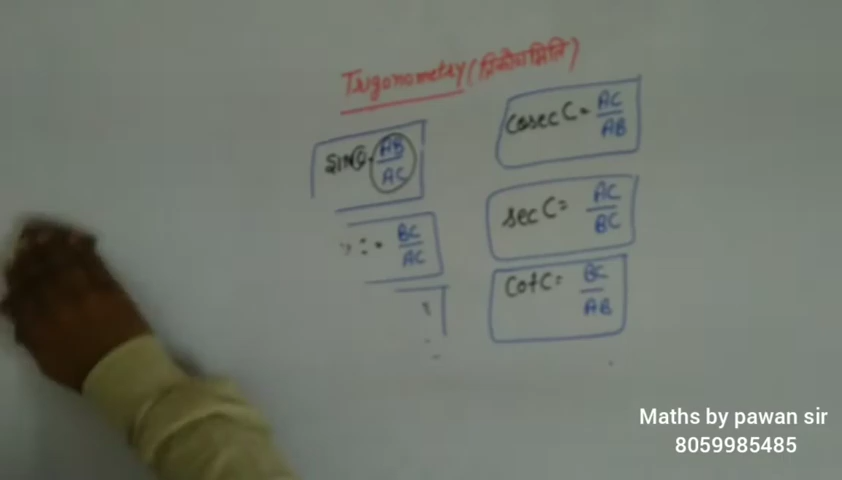 Trigonometry (त्रिकोणमिति)
sin C = AB/AC
cosec C = AC/AB
= BC/AC
sec C = AC/BC
cot C = BC/AB
Maths by pawan sir
8059985485